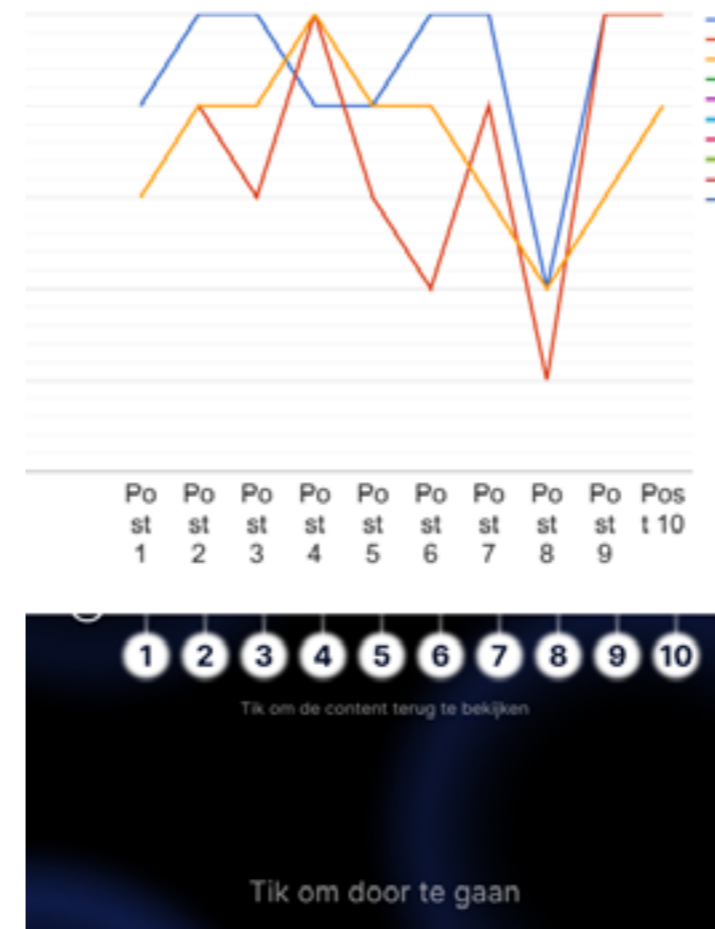 Po Po Po Po Po Po Po Po Po Pos
st st st st st st st st st t 10
1 2 3 4 5 6 7 8 9
1 2 3 4 5 6 7 8 9 10
Tik om de content terug te bekijken
Tik om door te gaan